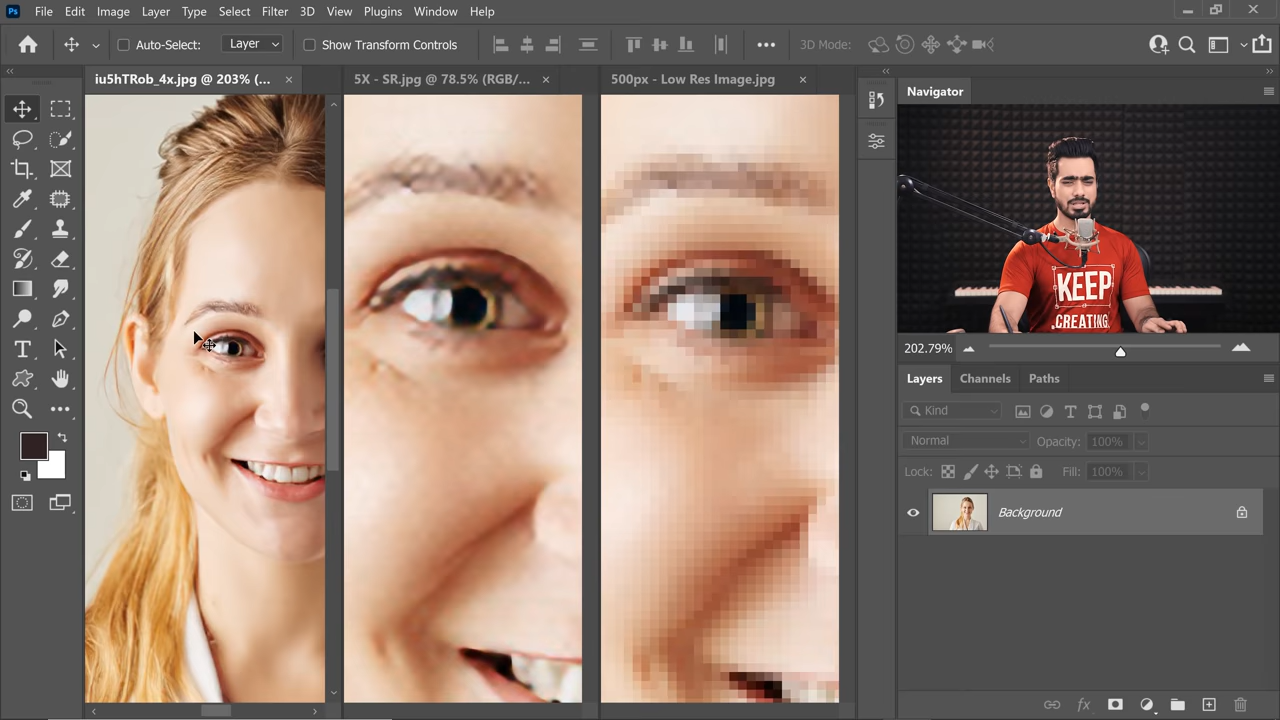 Ps File Edit Image Layer Type Select Filter 3D View Plugins Window Help
Auto-Select: Layer Show Transform Controls 3D Mode:
iu5hTRob_4x.jpg @ 203% (... 5X - SR.jpg @ 78.5% (RGB/... 500px - Low Res Image.jpg
Navigator
KEEP
CREATING.
202.79%
Layers Channels Paths
Kind
Normal Opacity: 100%
Lock: Fill: 100%
Background